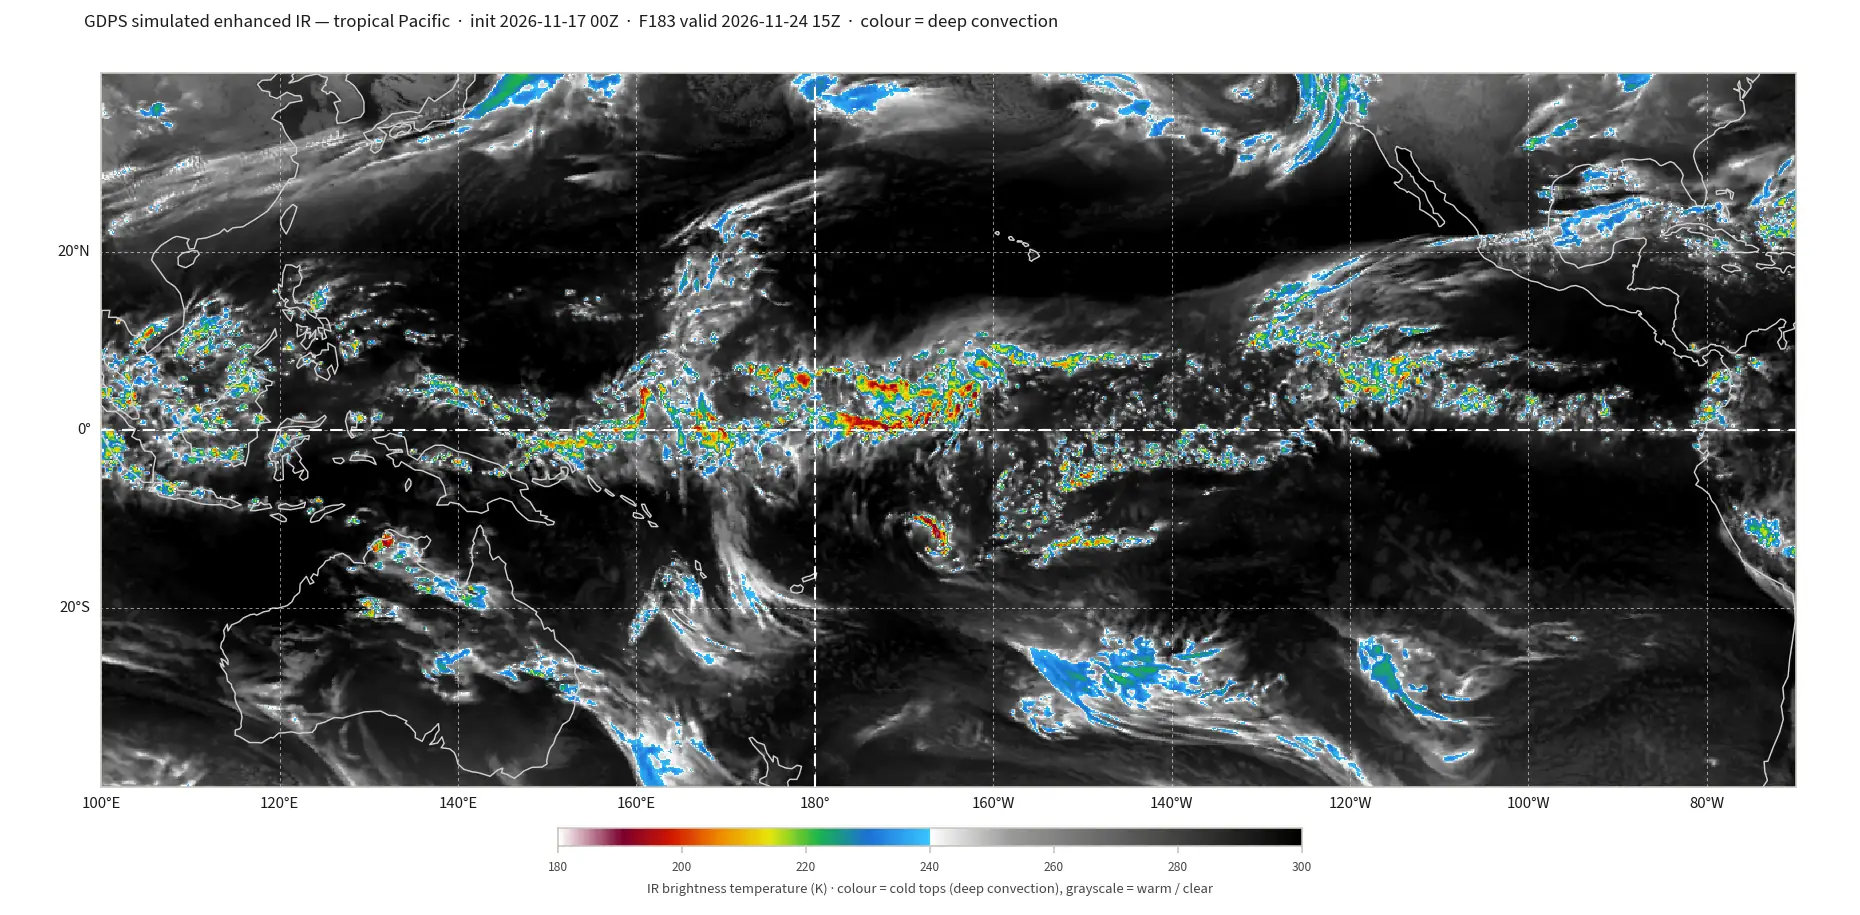 GDPS simulated enhanced IR — tropical Pacific · init 2026-11-17 00Z · F183 valid 2026-11-24 15Z · colour = deep convection
20°N
0°
20°S
100°E 120°E 140°E 160°E 180° 160°W 140°W 120°W 100°W 80°W
180 200 220 240 260 280 300
IR brightness temperature (K) · colour = cold tops (deep convection), grayscale = warm / clear